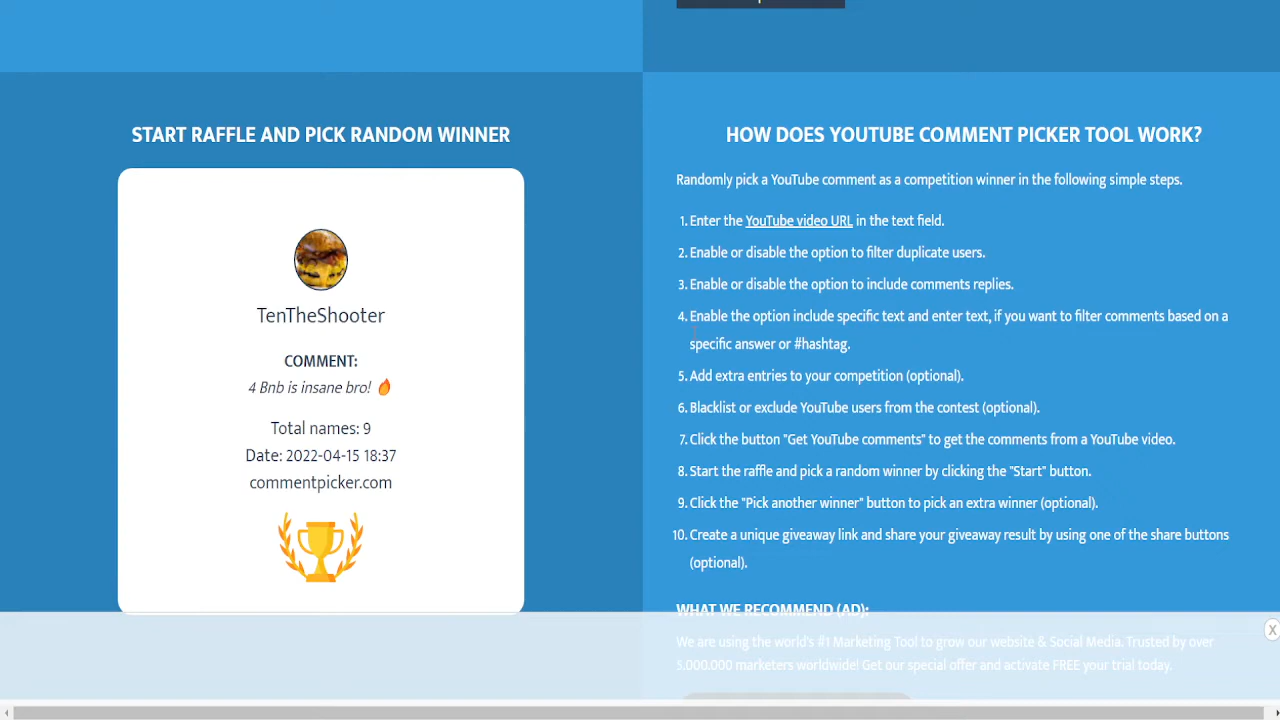 START RAFFLE AND PICK RANDOM WINNER
TenTheShooter
COMMENT:
4 Bnb is insane bro! 🔥
Total names: 9
Date: 2022-04-15 18:37
commentpicker.com
HOW DOES YOUTUBE COMMENT PICKER TOOL WORK?
Randomly pick a YouTube comment as a competition winner in the following simple steps.
1. Enter the YouTube video URL in the text field.
2. Enable or disable the option to filter duplicate users.
3. Enable or disable the option to include comments replies.
4. Enable the option include specific text and enter text, if you want to filter comments based on a
specific answer or #hashtag.
5. Add extra entries to your competition (optional).
6. Blacklist or exclude YouTube users from the contest (optional).
7. Click the button "Get YouTube comments" to get the comments from a YouTube video.
8. Start the raffle and pick a random winner by clicking the "Start" button.
9. Click the "Pick another winner" button to pick an extra winner (optional).
10. Create a unique giveaway link and share your giveaway result by using one of the share buttons
(optional).
WHAT WE RECOMMEND (AD):
We are using the world's #1 Marketing Tool to grow our website & Social Media. Trusted by over
5.000.000 marketers worldwide! Get our special offer and activate FREE your trial today.
X